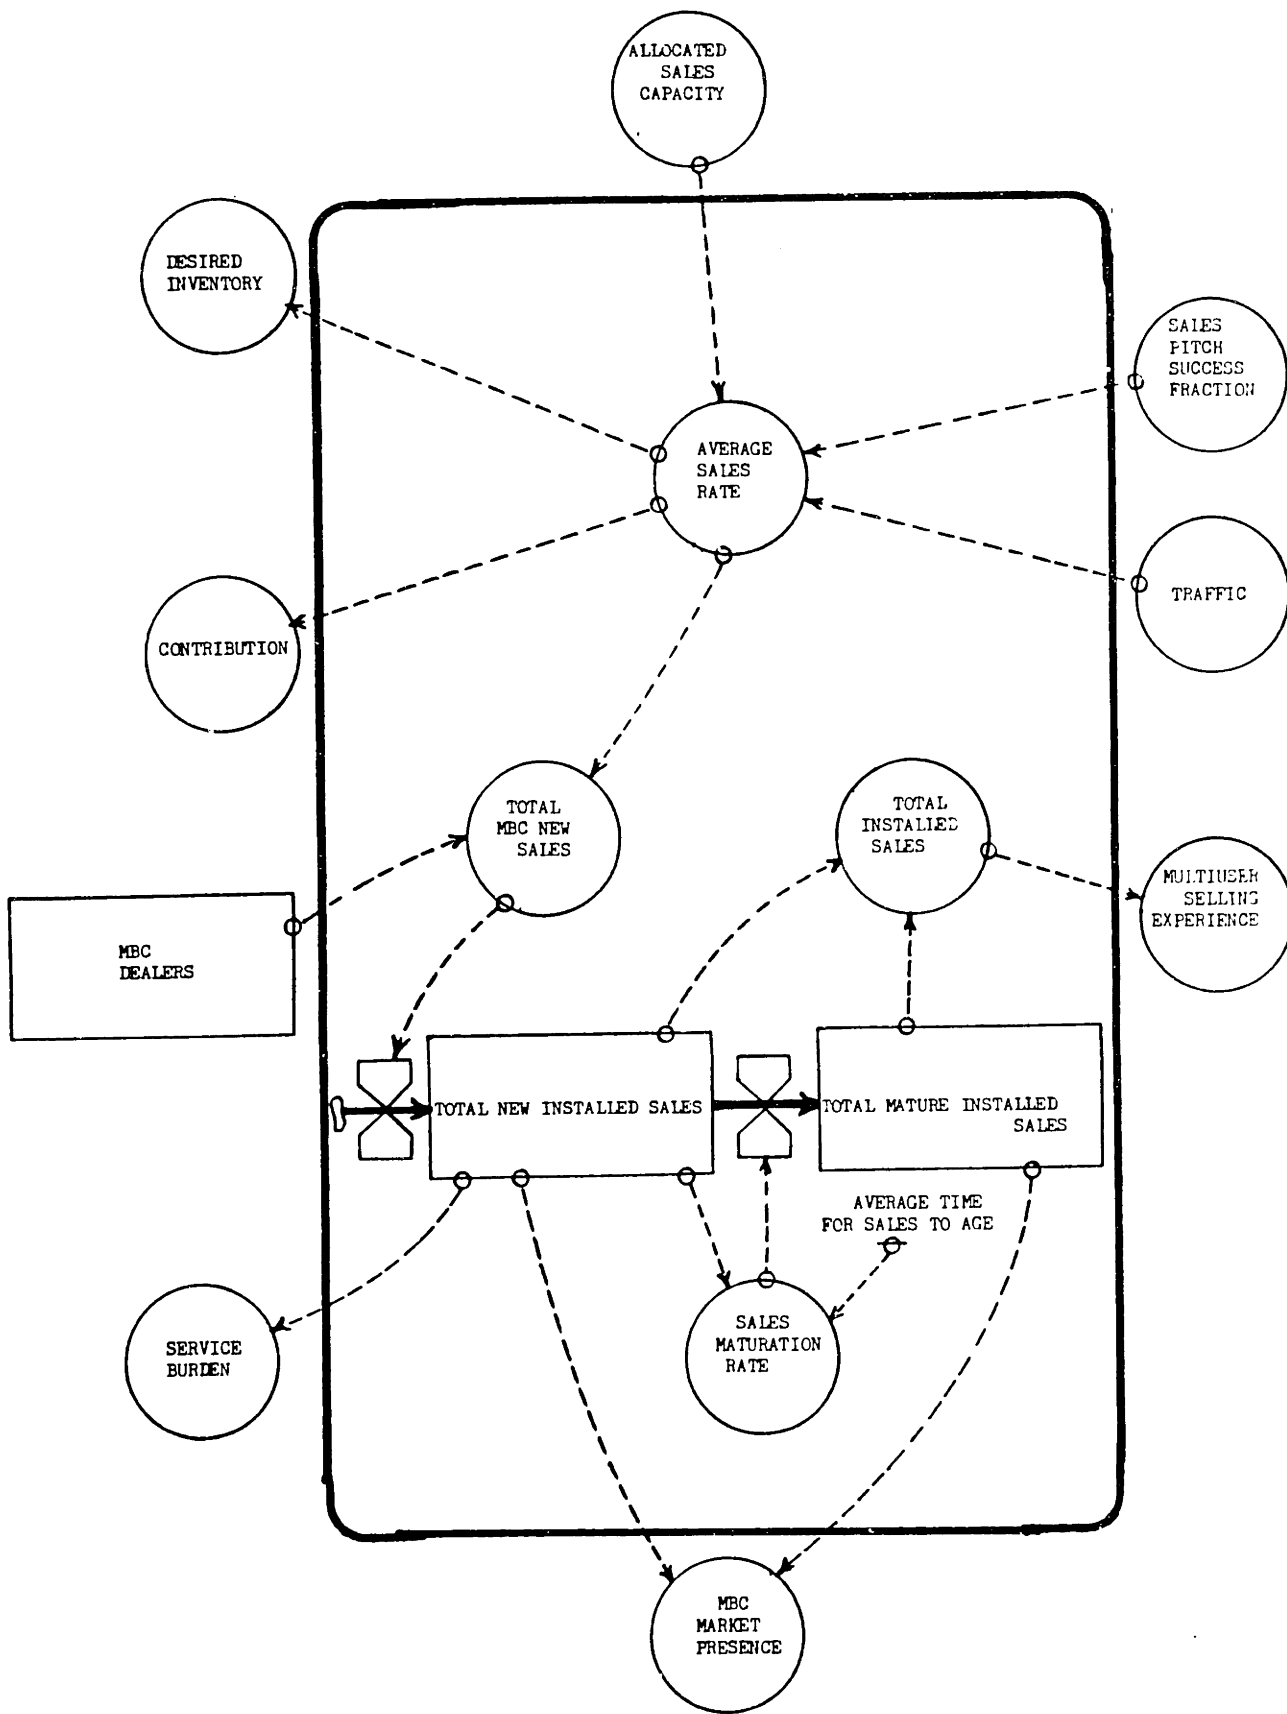 ALLOCATED
SALES
CAPACITY
DESIRED
INVENTORY
SALES
PITCH
SUCCESS
FRACTION
AVERAGE
SALES
RATE
TRAFFIC
CONTRIBUTION
TOTAL
MBC NEW
SALES
TOTAL
INSTALLED
SALES
MULTIUSER
SELLING
EXPERIENCE
MBC
DEALERS
TOTAL NEW INSTALLED SALES
TOTAL MATURE INSTALLED
SALES
AVERAGE TIME
FOR SALES TO AGE
SALES
MATURATION
RATE
SERVICE
BURDEN
MBC
MARKET
PRESENCE